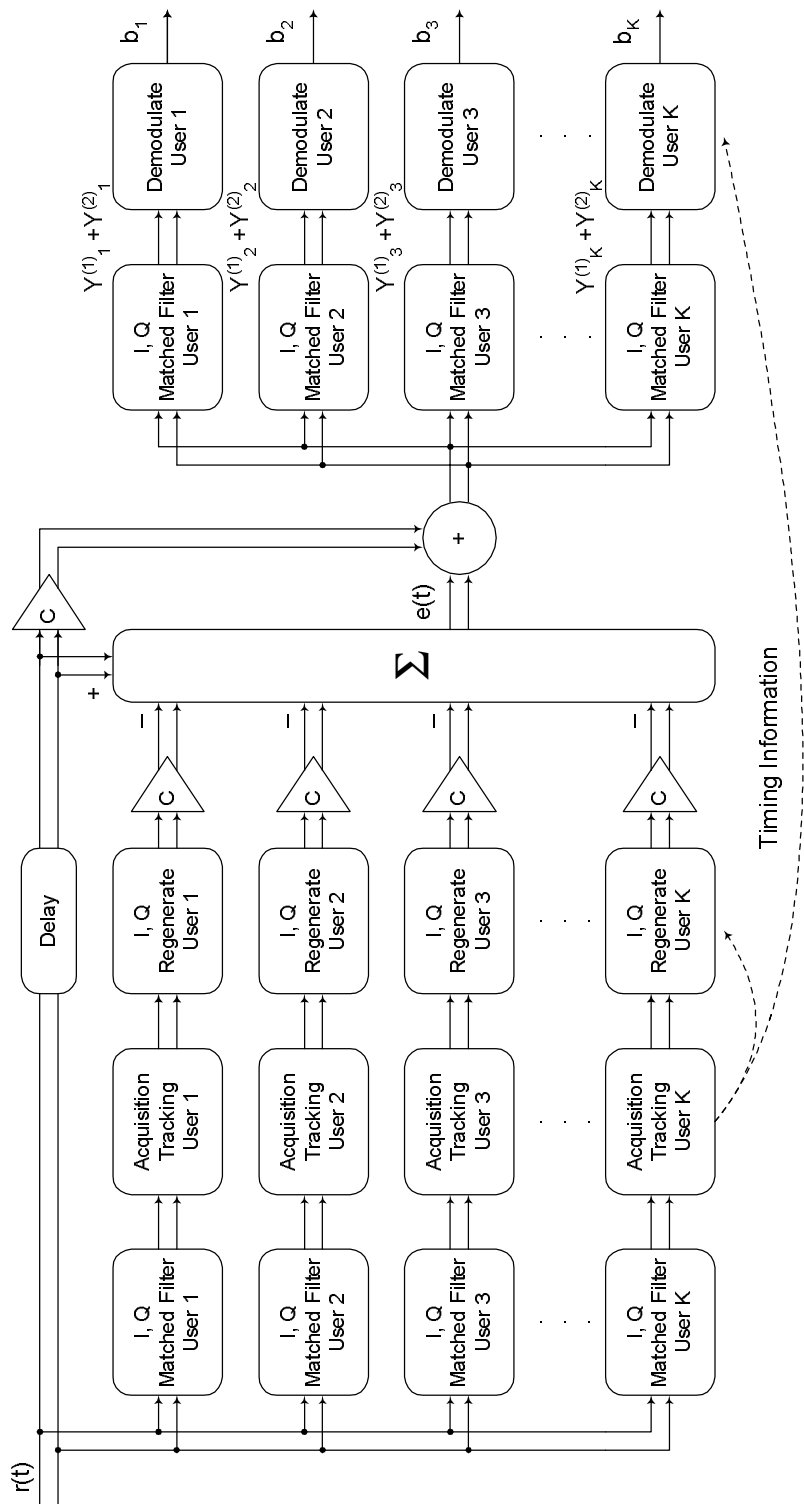 r(t)
Delay
C
I, Q
Matched Filter
User 1
Acquisition
Tracking
User 1
I, Q
Regenerate
User 1
C
−
+
I, Q
Matched Filter
User 1
Y(1)1 +Y(2)1
Demodulate
User 1
b1
I, Q
Matched Filter
User 2
Acquisition
Tracking
User 2
I, Q
Regenerate
User 2
C
−
I, Q
Matched Filter
User 2
Y(1)2 +Y(2)2
Demodulate
User 2
b2
Σ
e(t)
+
I, Q
Matched Filter
User 3
Acquisition
Tracking
User 3
I, Q
Regenerate
User 3
C
−
I, Q
Matched Filter
User 3
Y(1)3 +Y(2)3
Demodulate
User 3
b3
. . .
. . .
. . .
. . .
. . .
I, Q
Matched Filter
User K
Acquisition
Tracking
User K
I, Q
Regenerate
User K
C
−
I, Q
Matched Filter
User K
Y(1)K +Y(2)K
Demodulate
User K
bK
Timing Information